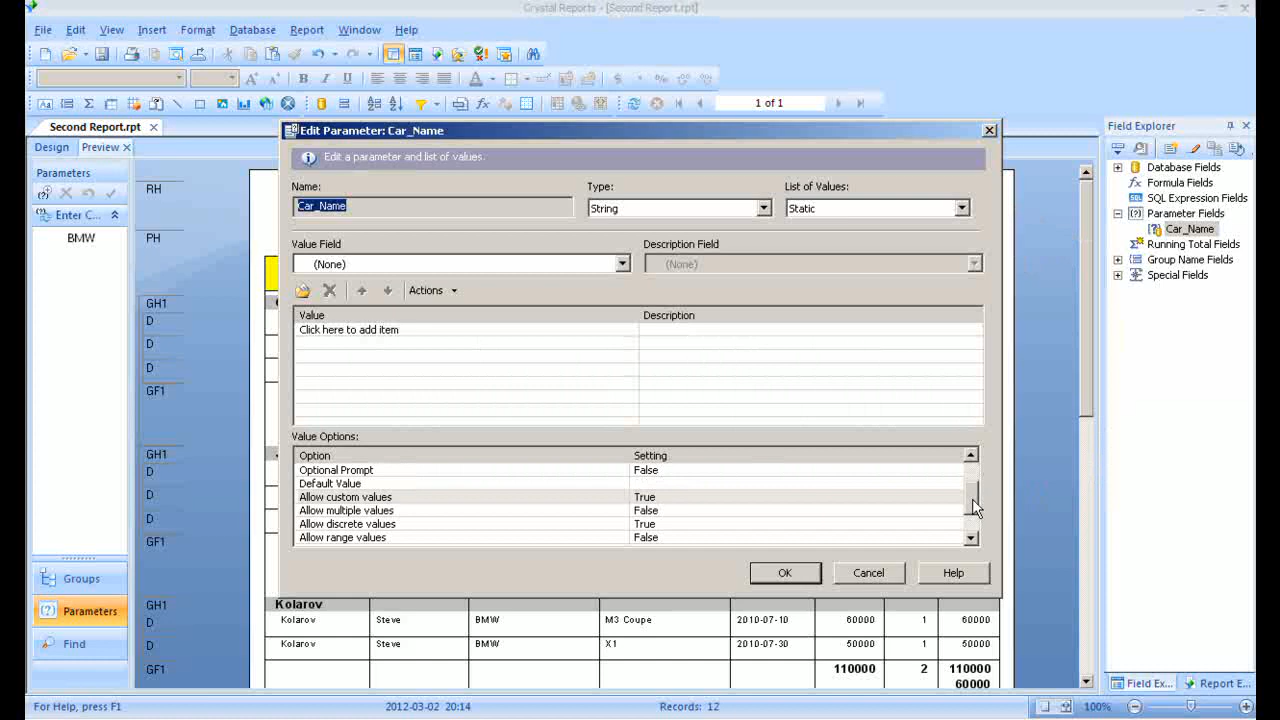 Crystal Reports - [Second Report.rpt]
File Edit View Insert Format Database Report Window Help
1 of 1
Second Report.rpt
Design Preview
Parameters
Enter C...
BMW
Groups
Parameters
Find
RH
PH
GH1
D
D
D
GF1
GH1
D
D
D
GF1
GH1
D
D
GF1
Edit Parameter: Car_Name
Edit a parameter and list of values.
Name: Type: List of Values:
Car_Name String Static
Value Field Description Field
(None) (None)
Actions
Value Description
Click here to add item
Value Options:
Option Setting
Optional Prompt False
Default Value
Allow custom values True
Allow multiple values False
Allow discrete values True
Allow range values False
OK Cancel Help
Kolarov
Kolarov Steve BMW M3 Coupe 2010-07-10 60000 1 60000
Kolarov Steve BMW X1 2010-07-30 50000 1 50000
110000 2 110000
60000
Field Explorer
Database Fields
Formula Fields
SQL Expression Fields
Parameter Fields
Car_Name
Running Total Fields
Group Name Fields
Special Fields
Field Ex... Report E...
For Help, press F1 2012-03-02 20:14 Records: 12 100%